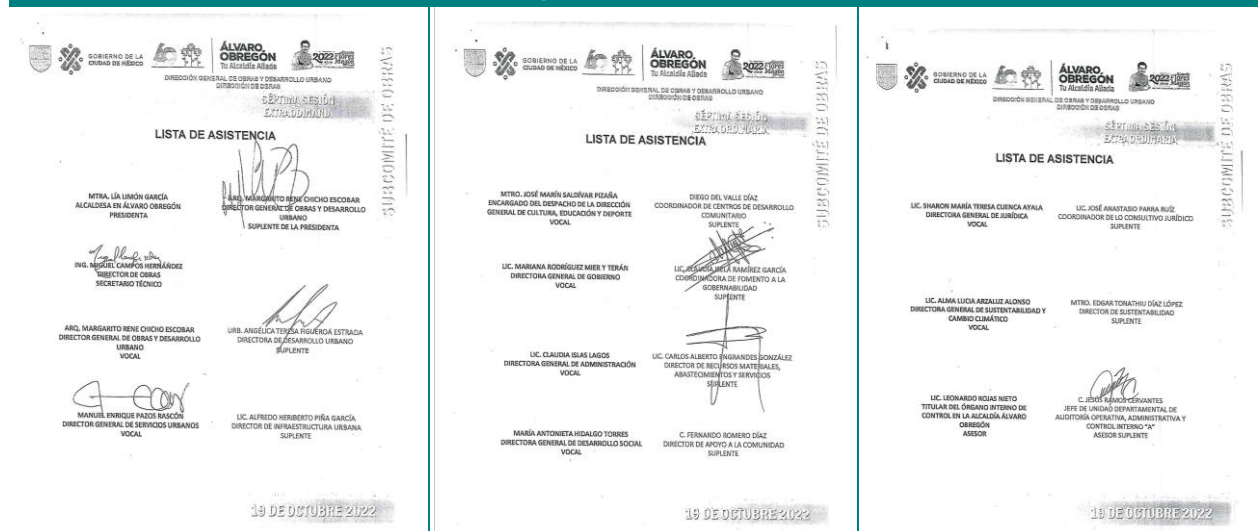 GOBIERNO DE LA
CIUDAD DE MÉXICO
ÁLVARO
OBREGÓN
Tu Alcaldía Aliada
2022 Flores
Magón
DIRECCIÓN GENERAL DE OBRAS Y DESARROLLO URBANO
DIRECCIÓN DE OBRAS
SÉPTIMA SESIÓN
EXTRAORDINARIA
SUBCOMITÉ DE OBRAS
LISTA DE ASISTENCIA
MTRA. LÍA LIMÓN GARCÍA
ALCALDESA EN ÁLVARO OBREGÓN
PRESIDENTA
ARQ. MARGARITO RENE CHICHO ESCOBAR
DIRECTOR GENERAL DE OBRAS Y DESARROLLO
URBANO
SUPLENTE DE LA PRESIDENTA
ING. MIGUEL CAMPOS HERNÁNDEZ
DIRECTOR DE OBRAS
SECRETARIO TÉCNICO
ARQ. MARGARITO RENE CHICHO ESCOBAR
DIRECTOR GENERAL DE OBRAS Y DESARROLLO
URBANO
VOCAL
URB. ANGÉLICA TERESA FIGUEROA ESTRADA
DIRECTORA DE DESARROLLO URBANO
SUPLENTE
MANUEL ENRIQUE PAZOS RASCÓN
DIRECTOR GENERAL DE SERVICIOS URBANOS
VOCAL
LIC. ALFREDO HERIBERTO PIÑA GARCÍA
DIRECTOR DE INFRAESTRUCTURA URBANA
SUPLENTE
19 DE OCTUBRE 2022
GOBIERNO DE LA
CIUDAD DE MÉXICO
ÁLVARO
OBREGÓN
Tu Alcaldía Aliada
2022 Flores
Magón
DIRECCIÓN GENERAL DE OBRAS Y DESARROLLO URBANO
DIRECCIÓN DE OBRAS
SÉPTIMA SESIÓN
EXTRAORDINARIA
SUBCOMITÉ DE OBRAS
LISTA DE ASISTENCIA
MTRO. JOSÉ MARÍN SALDÍVAR PIZAÑA
ENCARGADO DEL DESPACHO DE LA DIRECCIÓN
GENERAL DE CULTURA, EDUCACIÓN Y DEPORTE
VOCAL
DIEGO DEL VALLE DÍAZ
COORDINADOR DE CENTROS DE DESARROLLO
COMUNITARIO
SUPLENTE
LIC. MARIANA RODRÍGUEZ MIER Y TERÁN
DIRECTORA GENERAL DE GOBIERNO
VOCAL
LIC. CLAUDIA ISELA RAMÍREZ GARCÍA
COORDINADORA DE FOMENTO A LA
GOBERNABILIDAD
SUPLENTE
LIC. CLAUDIA ISLAS LAGOS
DIRECTORA GENERAL DE ADMINISTRACIÓN
VOCAL
LIC. CARLOS ALBERTO ENGRANDES GONZÁLEZ
DIRECTOR DE RECURSOS MATERIALES,
ABASTECIMIENTOS Y SERVICIOS
SUPLENTE
MARÍA ANTONIETA HIDALGO TORRES
DIRECTORA GENERAL DE DESARROLLO SOCIAL
VOCAL
C. FERNANDO ROMERO DÍAZ
DIRECTOR DE APOYO A LA COMUNIDAD
SUPLENTE
19 DE OCTUBRE 2022
GOBIERNO DE LA
CIUDAD DE MÉXICO
ÁLVARO
OBREGÓN
Tu Alcaldía Aliada
2022 Flores
Magón
DIRECCIÓN GENERAL DE OBRAS Y DESARROLLO URBANO
DIRECCIÓN DE OBRAS
SÉPTIMA SESIÓN
EXTRAORDINARIA
SUBCOMITÉ DE OBRAS
LISTA DE ASISTENCIA
LIC. SHARON MARÍA TERESA CUENCA AYALA
DIRECTORA GENERAL DE JURÍDICA
VOCAL
LIC. JOSÉ ANASTASIO PARRA RUÍZ
COORDINADOR DE LO CONSULTIVO JURÍDICO
SUPLENTE
LIC. ALMA LUCIA ARZALUZ ALONSO
DIRECTORA GENERAL DE SUSTENTABILIDAD Y
CAMBIO CLIMÁTICO
VOCAL
MTRO. EDGAR TONATHIU DÍAZ LÓPEZ
DIRECTOR DE SUSTENTABILIDAD
SUPLENTE
LIC. LEONARDO ROJAS NIETO
TITULAR DEL ÓRGANO INTERNO DE
CONTROL EN LA ALCALDÍA ÁLVARO
OBREGÓN
ASESOR
C. JESÚS RAMOS CERVANTES
JEFE DE UNIDAD DEPARTAMENTAL DE
AUDITORÍA OPERATIVA, ADMINISTRATIVA Y
CONTROL INTERNO "A"
ASESOR SUPLENTE
19 DE OCTUBRE 2022